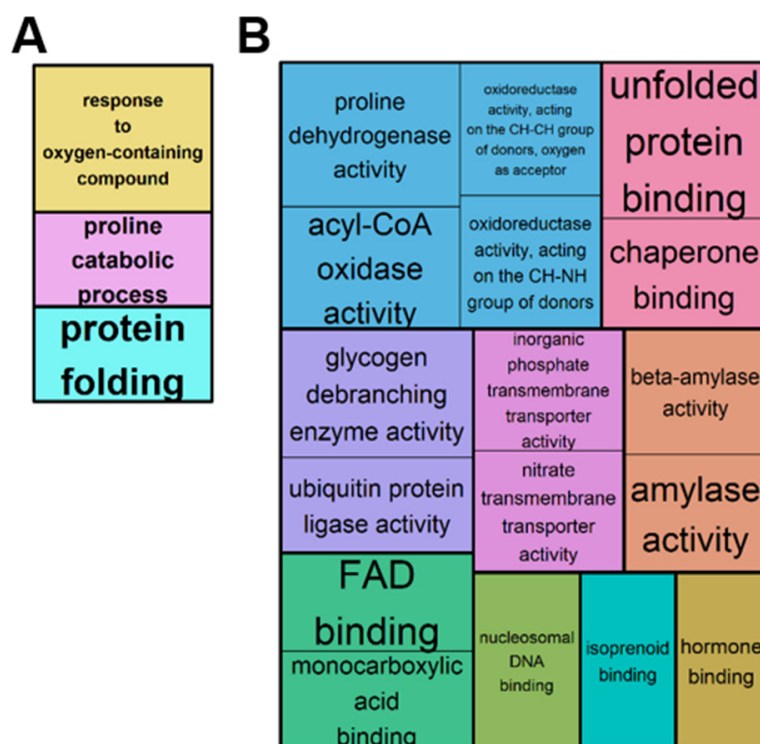 A
response
to
oxygen-containing
compound
proline
catabolic
process
protein
folding
B
proline
dehydrogenase
activity
oxidoreductase
activity, acting
on the CH-CH group
of donors, oxygen
as acceptor
unfolded
protein
binding
acyl-CoA
oxidase
activity
oxidoreductase
activity, acting
on the CH-NH
group of donors
chaperone
binding
glycogen
debranching
enzyme activity
inorganic
phosphate
transmembrane
transporter
activity
beta-amylase
activity
ubiquitin protein
ligase activity
nitrate
transmembrane
transporter
activity
amylase
activity
FAD
binding
monocarboxylic
acid
binding
nucleosomal
DNA
binding
isoprenoid
binding
hormone
binding